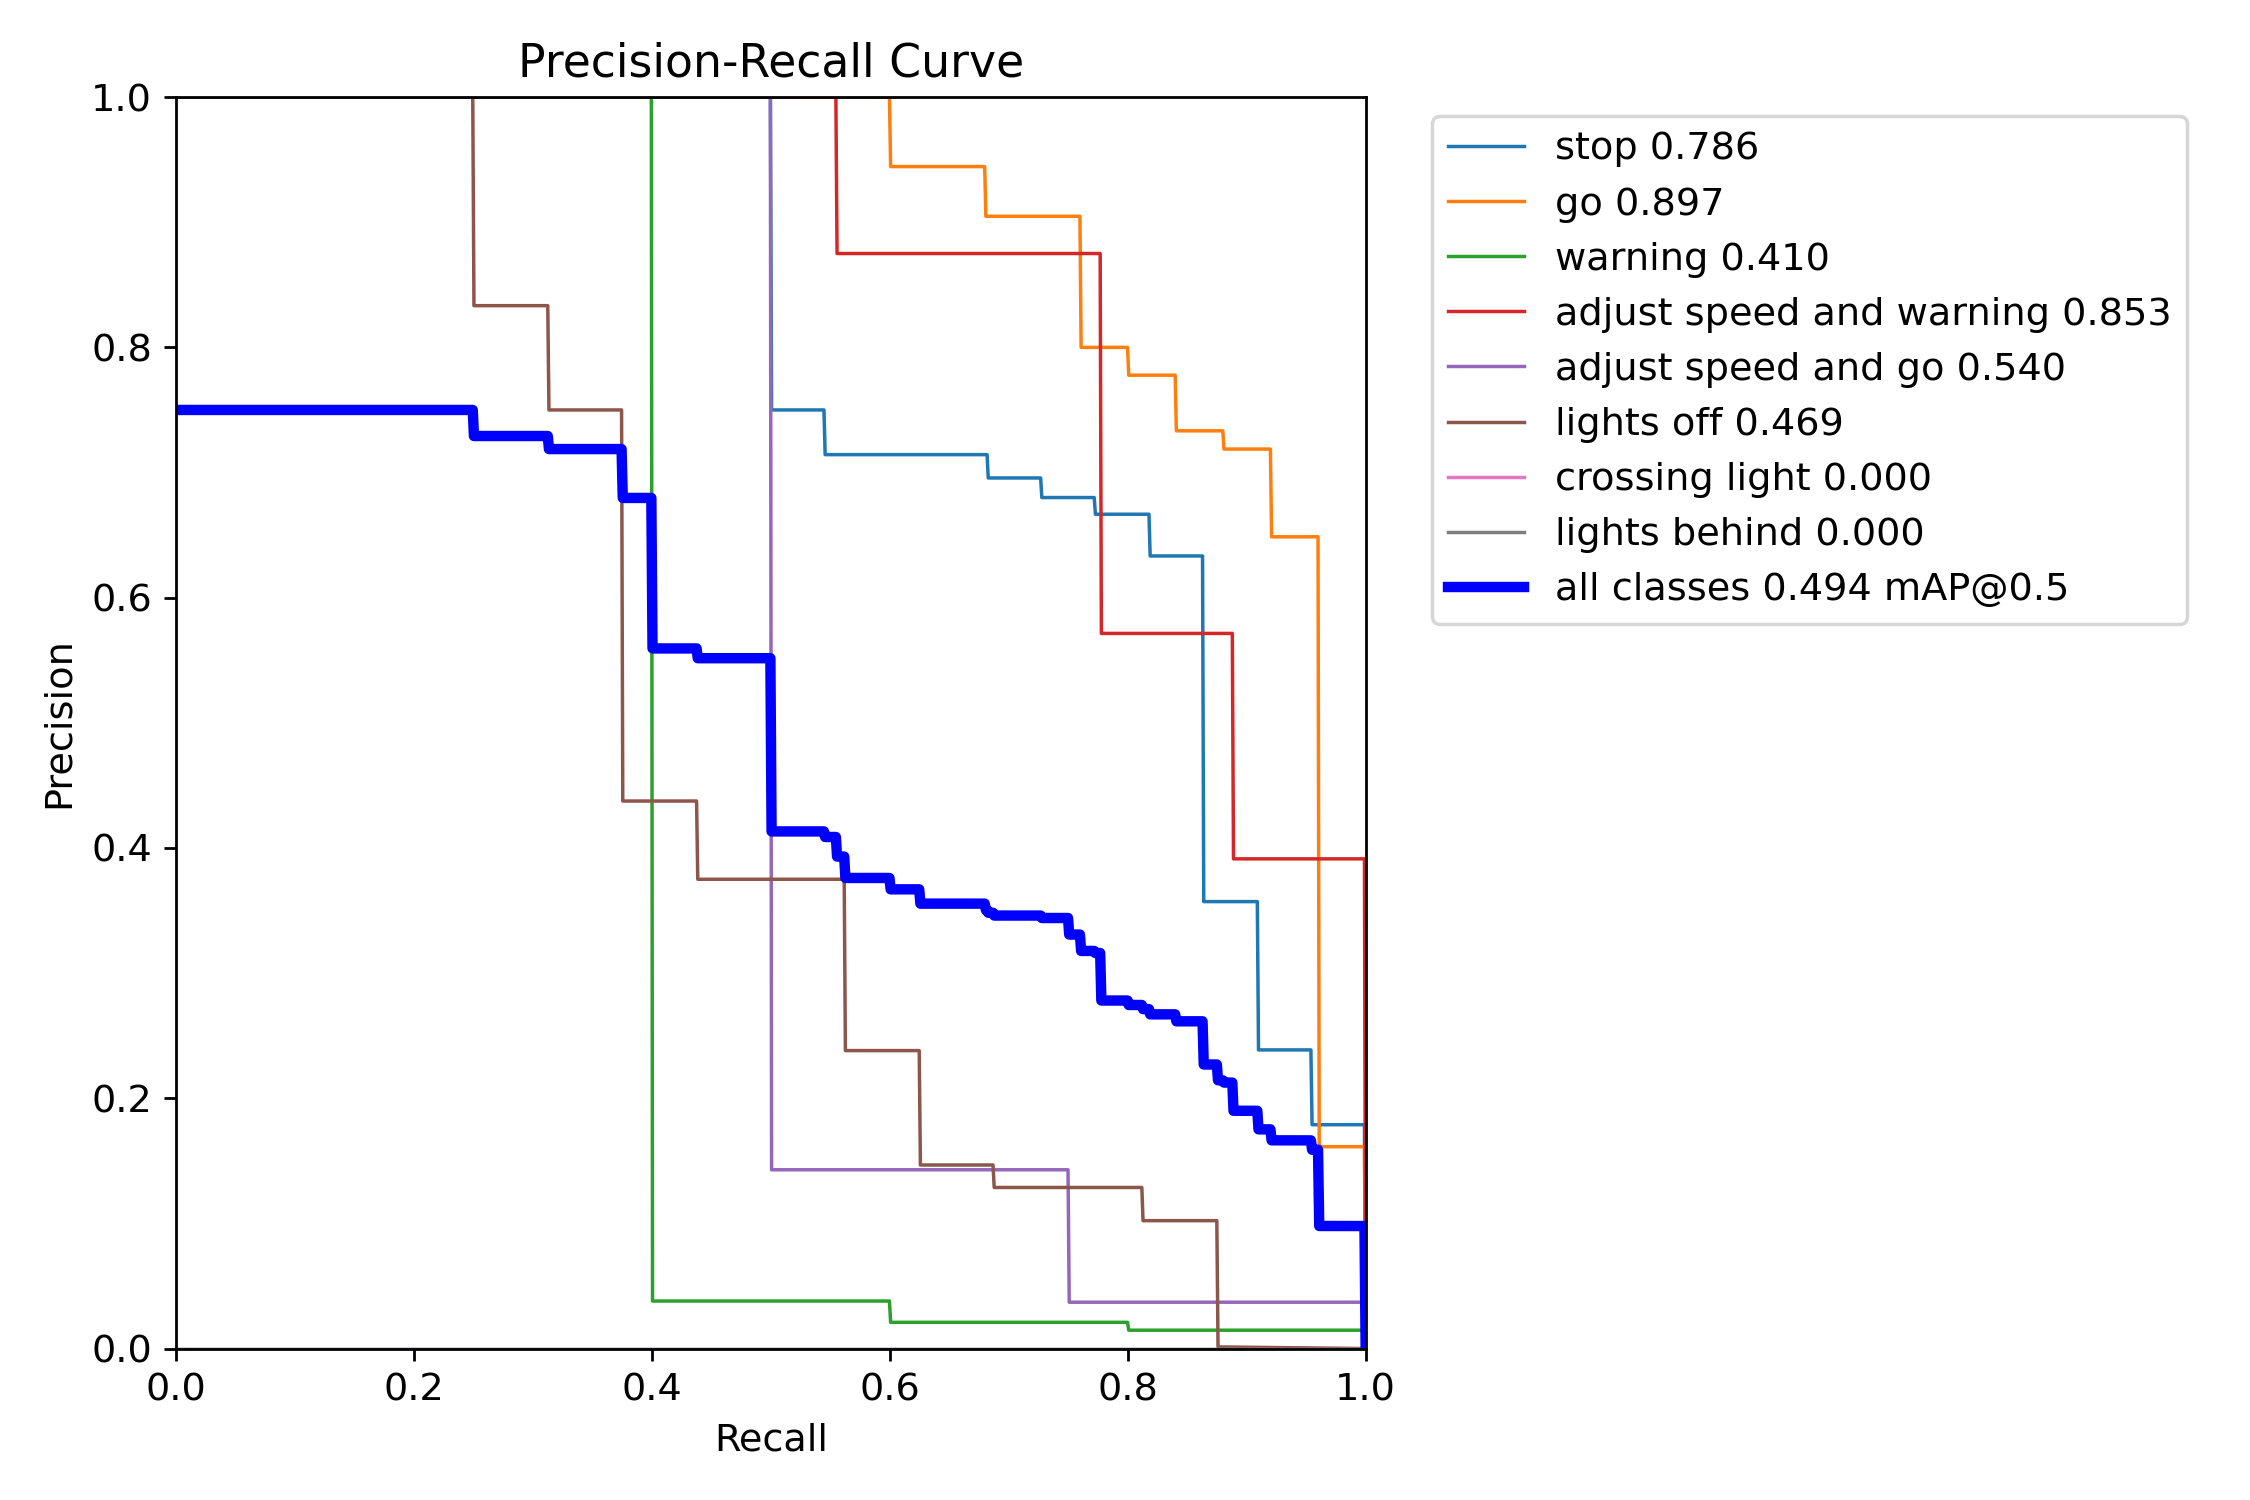 Precision-Recall Curve
1.0
0.8
0.6
0.4
0.2
0.0
Precision
0.0 0.2 0.4 0.6 0.8 1.0
Recall
stop 0.786
go 0.897
warning 0.410
adjust speed and warning 0.853
adjust speed and go 0.540
lights off 0.469
crossing light 0.000
lights behind 0.000
all classes 0.494 mAP@0.5